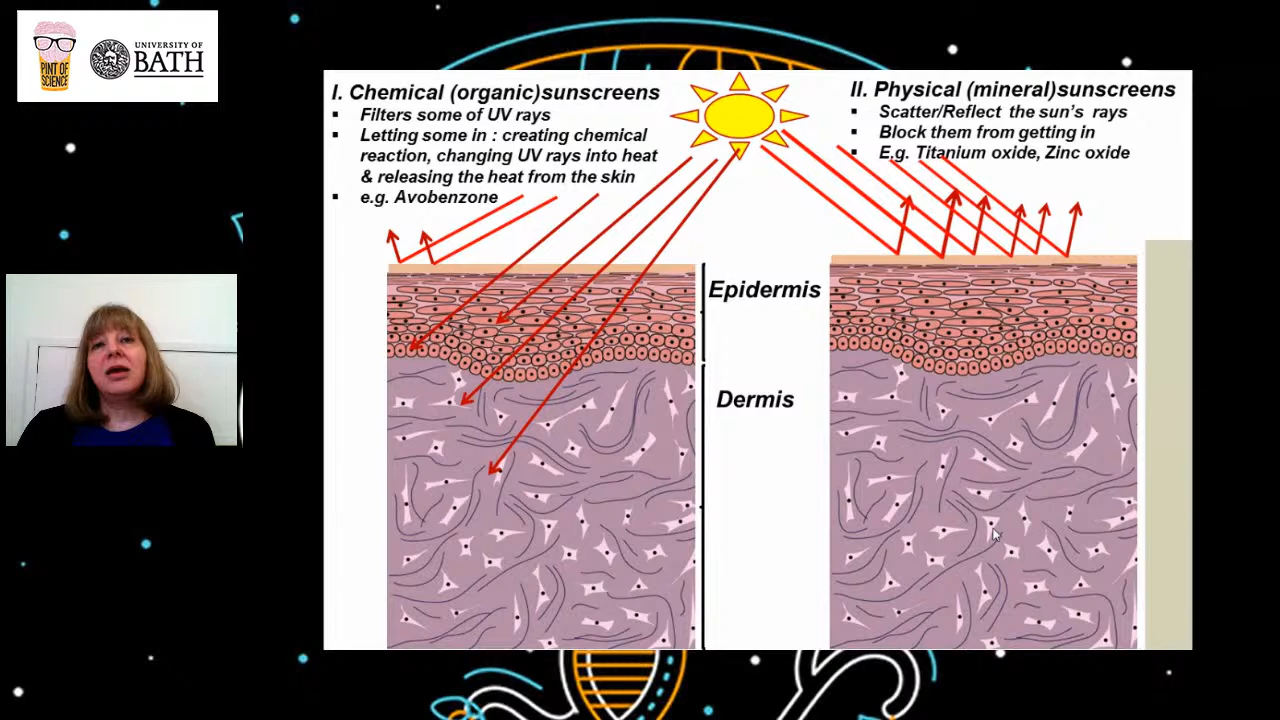 PINT OF
SCIENCE
UNIVERSITY OF
BATH
I. Chemical (organic)sunscreens
▪ Filters some of UV rays
▪ Letting some in : creating chemical
reaction, changing UV rays into heat
& releasing the heat from the skin
▪ e.g. Avobenzone
II. Physical (mineral)sunscreens
▪ Scatter/Reflect the sun's rays
▪ Block them from getting in
▪ E.g. Titanium oxide, Zinc oxide
Epidermis
Dermis